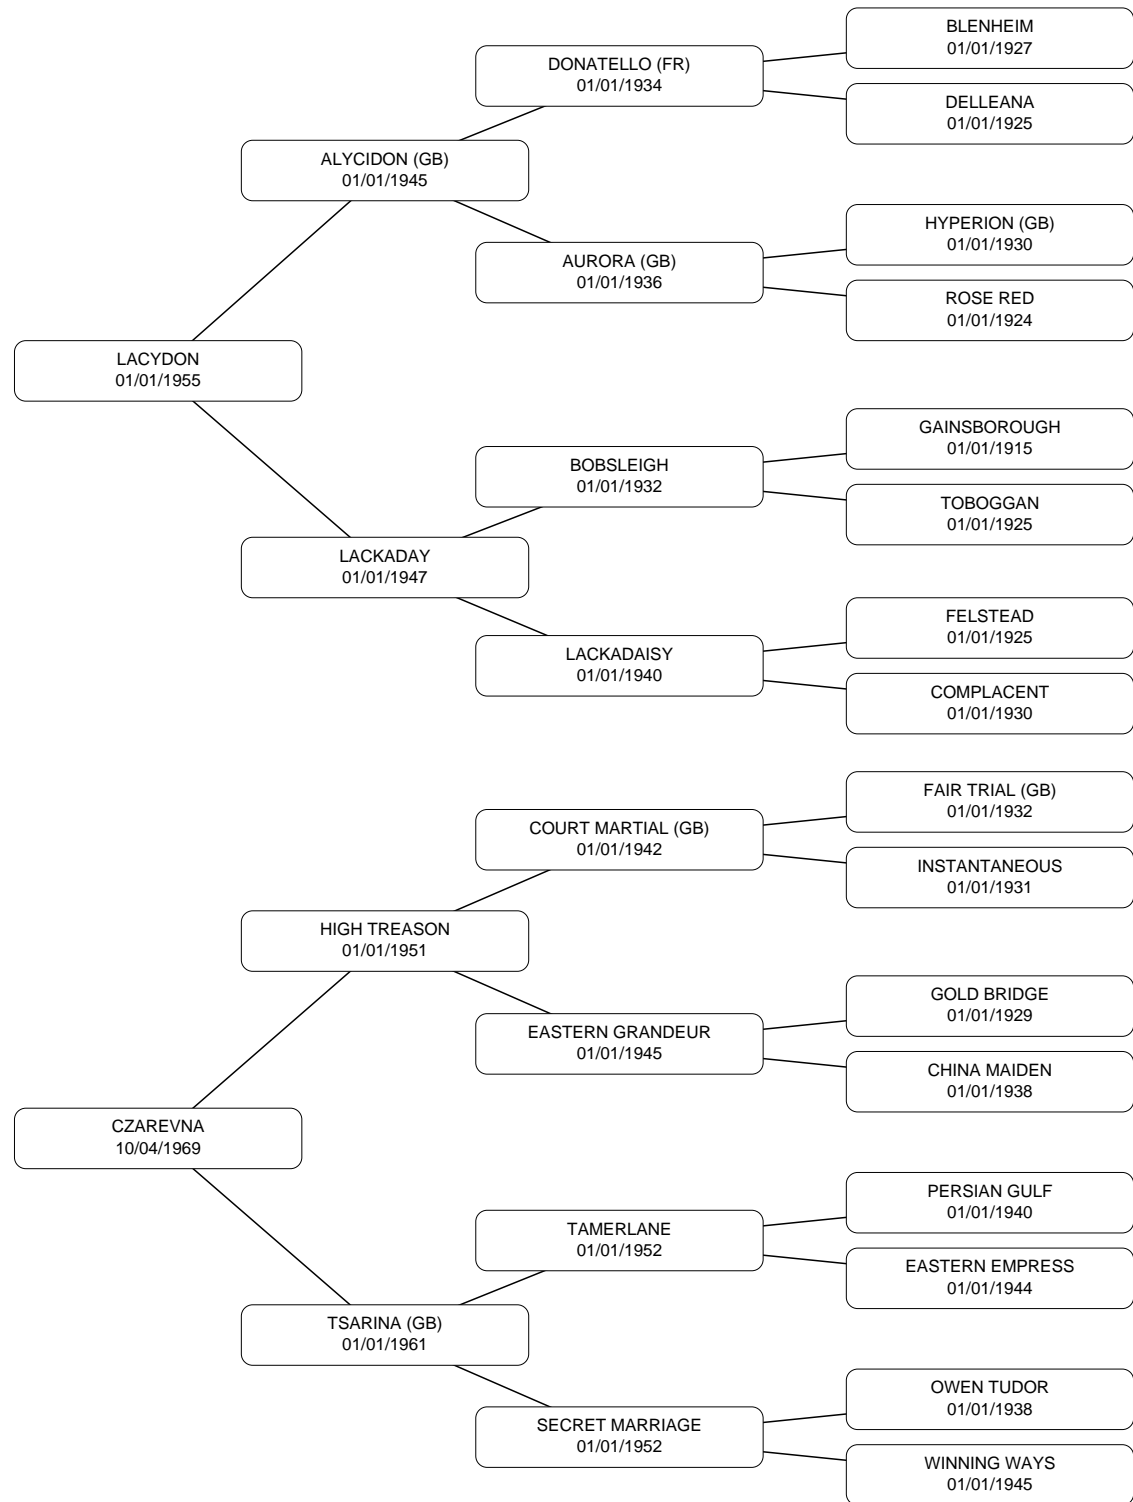 BLENHEIM
01/01/1927
DONATELLO (FR)
01/01/1934
DELLEANA
01/01/1925
ALYCIDON (GB)
01/01/1945
HYPERION (GB)
01/01/1930
AURORA (GB)
01/01/1936
ROSE RED
01/01/1924
LACYDON
01/01/1955
GAINSBOROUGH
01/01/1915
BOBSLEIGH
01/01/1932
TOBOGGAN
01/01/1925
LACKADAY
01/01/1947
FELSTEAD
01/01/1925
LACKADAISY
01/01/1940
COMPLACENT
01/01/1930
FAIR TRIAL (GB)
01/01/1932
COURT MARTIAL (GB)
01/01/1942
INSTANTANEOUS
01/01/1931
HIGH TREASON
01/01/1951
GOLD BRIDGE
01/01/1929
EASTERN GRANDEUR
01/01/1945
CHINA MAIDEN
01/01/1938
CZAREVNA
10/04/1969
PERSIAN GULF
01/01/1940
TAMERLANE
01/01/1952
EASTERN EMPRESS
01/01/1944
TSARINA (GB)
01/01/1961
OWEN TUDOR
01/01/1938
SECRET MARRIAGE
01/01/1952
WINNING WAYS
01/01/1945